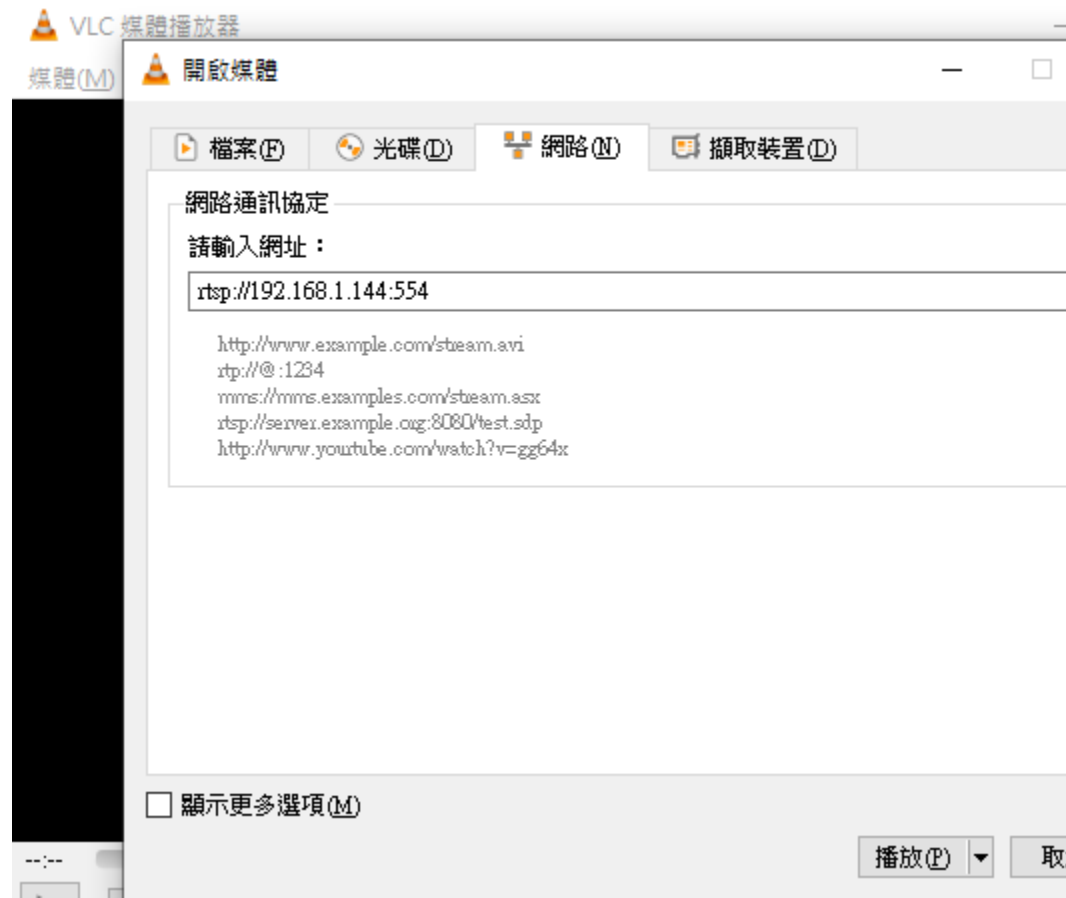 VLC 媒體播放器
媒體(M)
開啟媒體
檔案(F) 光碟(D) 網路(N) 擷取裝置(D)
網路通訊協定
請輸入網址：
rtsp://192.168.1.144:554
http://www.example.com/stream.avi
rtp://@:1234
mms://mms.examples.com/stream.asx
rtsp://server.example.org:8080/test.sdp
http://www.yourtube.com/watch?v=gg64x
顯示更多選項(M)
--:--
播放(P) 取